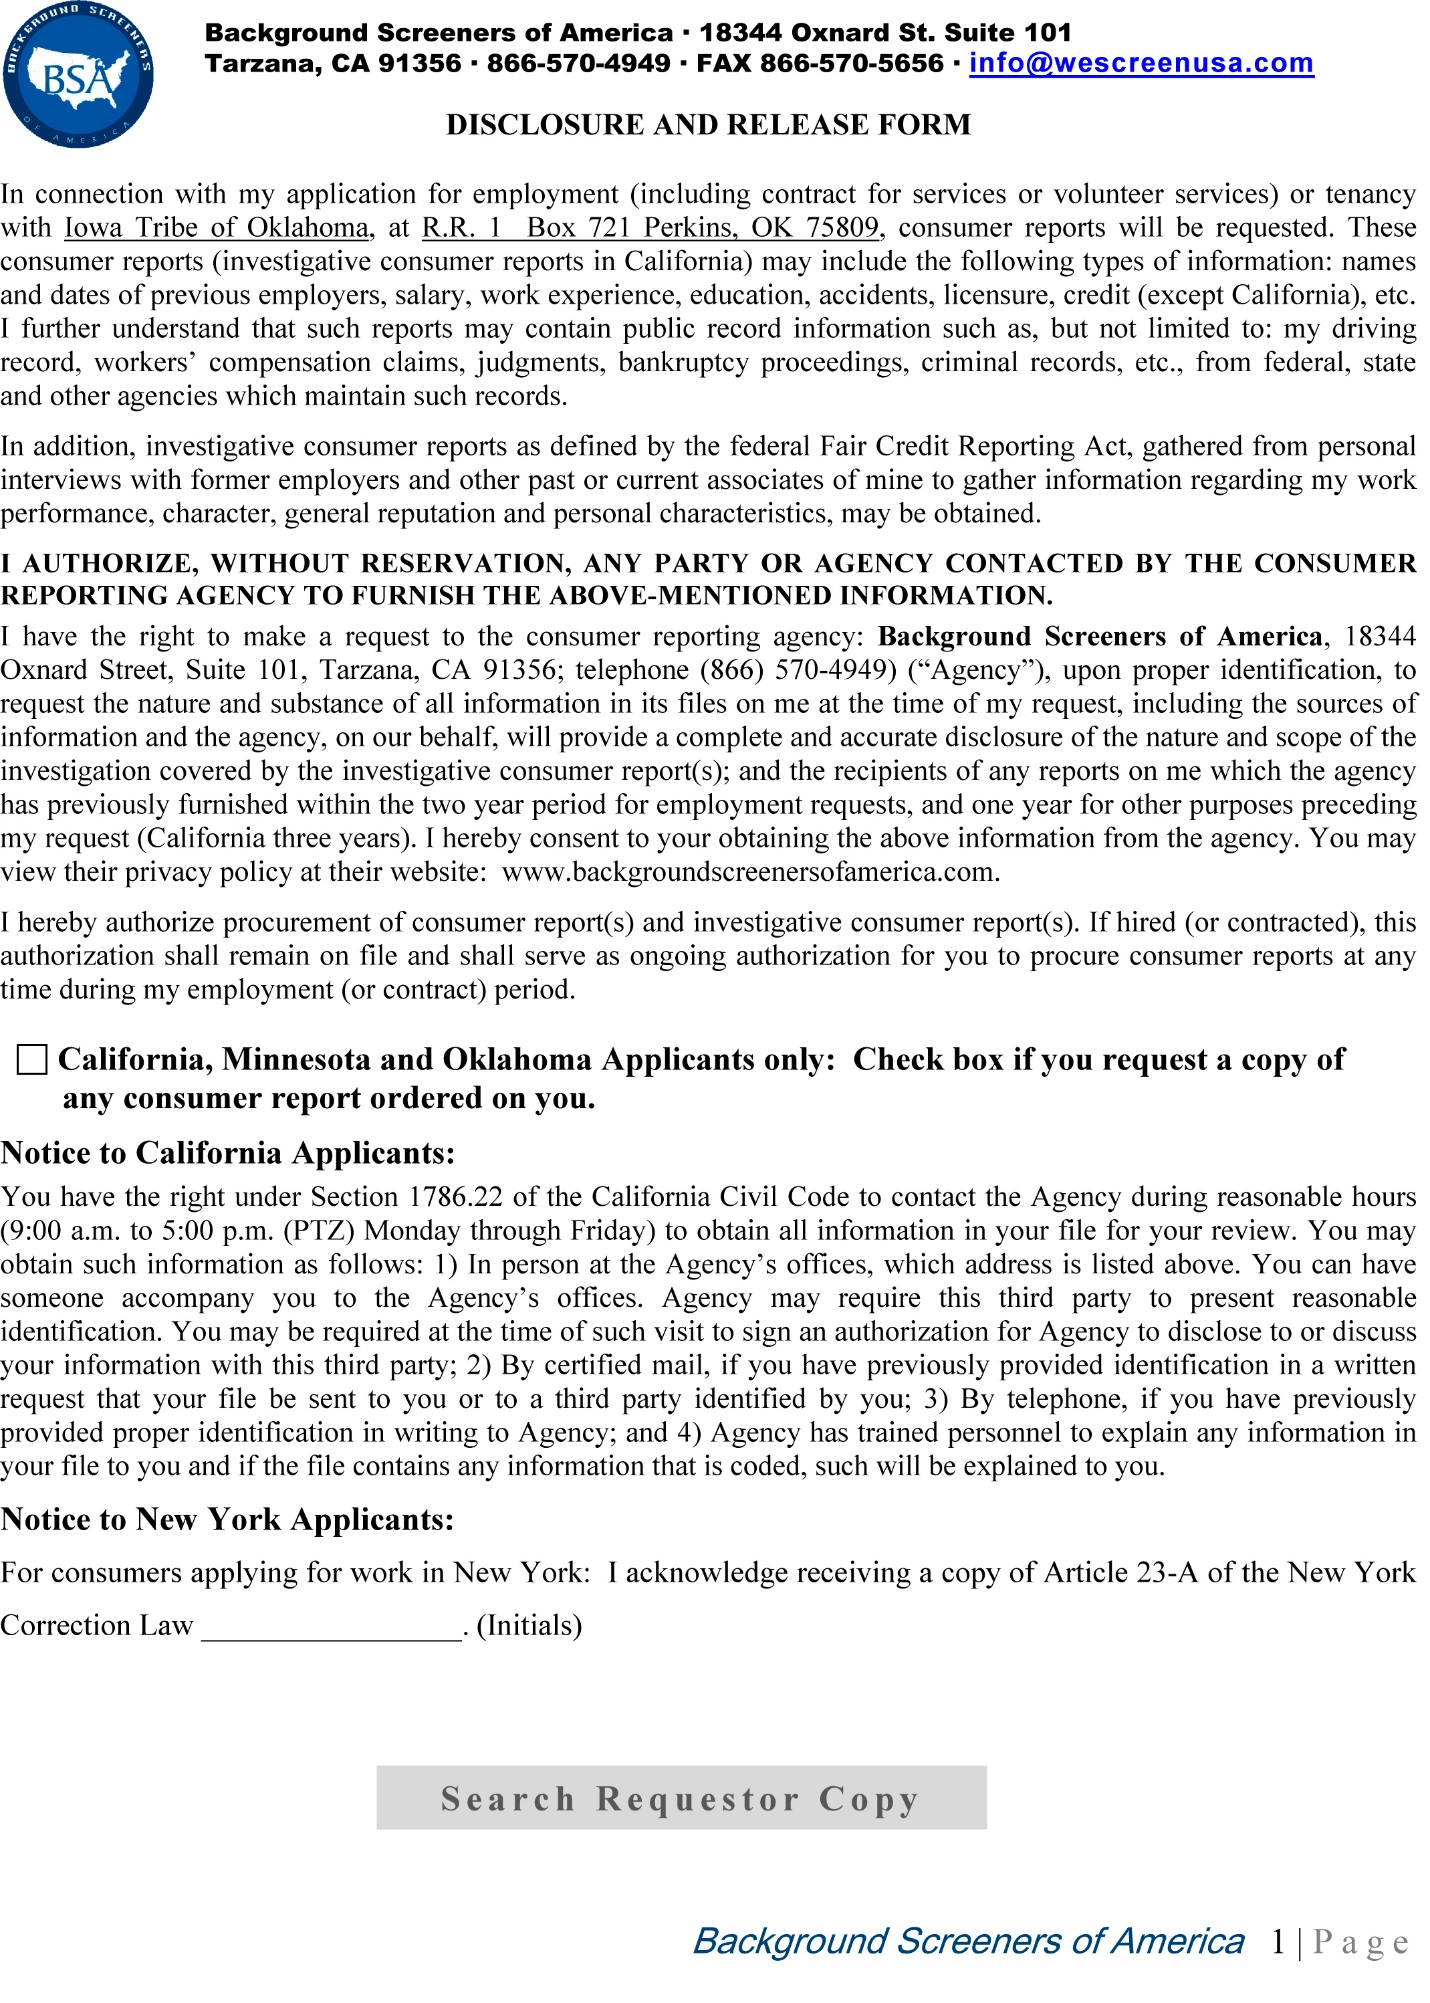 BACKGROUND SCREENERS
BSA
OF AMERICA
Background Screeners of America · 18344 Oxnard St. Suite 101
Tarzana, CA 91356 · 866-570-4949 · FAX 866-570-5656 · info@wescreenusa.com
DISCLOSURE AND RELEASE FORM
In connection with my application for employment (including contract for services or volunteer services) or tenancy
with Iowa Tribe of Oklahoma, at R.R. 1 Box 721 Perkins, OK 75809, consumer reports will be requested. These
consumer reports (investigative consumer reports in California) may include the following types of information: names
and dates of previous employers, salary, work experience, education, accidents, licensure, credit (except California), etc.
I further understand that such reports may contain public record information such as, but not limited to: my driving
record, workers’ compensation claims, judgments, bankruptcy proceedings, criminal records, etc., from federal, state
and other agencies which maintain such records.
In addition, investigative consumer reports as defined by the federal Fair Credit Reporting Act, gathered from personal
interviews with former employers and other past or current associates of mine to gather information regarding my work
performance, character, general reputation and personal characteristics, may be obtained.
I AUTHORIZE, WITHOUT RESERVATION, ANY PARTY OR AGENCY CONTACTED BY THE CONSUMER
REPORTING AGENCY TO FURNISH THE ABOVE-MENTIONED INFORMATION.
I have the right to make a request to the consumer reporting agency: Background Screeners of America, 18344
Oxnard Street, Suite 101, Tarzana, CA 91356; telephone (866) 570-4949) (“Agency”), upon proper identification, to
request the nature and substance of all information in its files on me at the time of my request, including the sources of
information and the agency, on our behalf, will provide a complete and accurate disclosure of the nature and scope of the
investigation covered by the investigative consumer report(s); and the recipients of any reports on me which the agency
has previously furnished within the two year period for employment requests, and one year for other purposes preceding
my request (California three years). I hereby consent to your obtaining the above information from the agency. You may
view their privacy policy at their website: www.backgroundscreenersofamerica.com.
I hereby authorize procurement of consumer report(s) and investigative consumer report(s). If hired (or contracted), this
authorization shall remain on file and shall serve as ongoing authorization for you to procure consumer reports at any
time during my employment (or contract) period.
☐ California, Minnesota and Oklahoma Applicants only: Check box if you request a copy of
any consumer report ordered on you.
Notice to California Applicants:
You have the right under Section 1786.22 of the California Civil Code to contact the Agency during reasonable hours
(9:00 a.m. to 5:00 p.m. (PTZ) Monday through Friday) to obtain all information in your file for your review. You may
obtain such information as follows: 1) In person at the Agency’s offices, which address is listed above. You can have
someone accompany you to the Agency’s offices. Agency may require this third party to present reasonable
identification. You may be required at the time of such visit to sign an authorization for Agency to disclose to or discuss
your information with this third party; 2) By certified mail, if you have previously provided identification in a written
request that your file be sent to you or to a third party identified by you; 3) By telephone, if you have previously
provided proper identification in writing to Agency; and 4) Agency has trained personnel to explain any information in
your file to you and if the file contains any information that is coded, such will be explained to you.
Notice to New York Applicants:
For consumers applying for work in New York: I acknowledge receiving a copy of Article 23-A of the New York
Correction Law _________________. (Initials)
Search Requestor Copy
Background Screeners of America 1 | Page